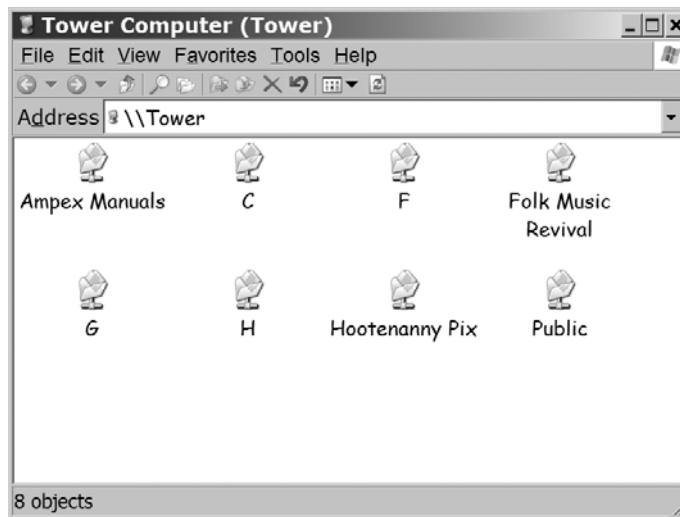 Tower Computer (Tower)
File Edit View Favorites Tools Help
Address \\Tower
Ampex Manuals C F Folk Music
Revival
G H Hootenanny Pix Public
8 objects